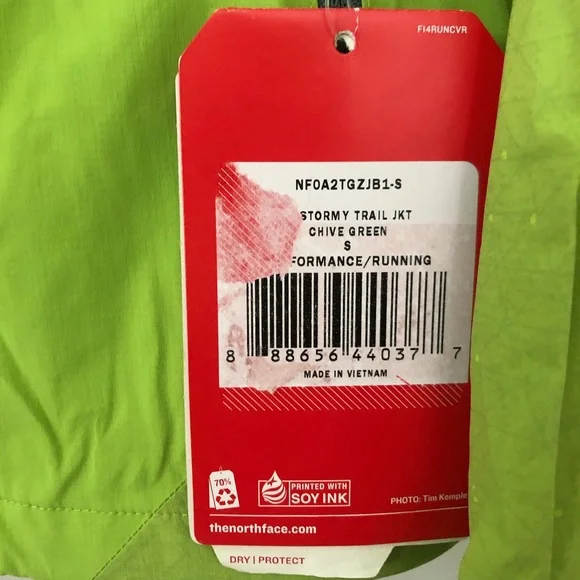 FI4RUNCVR
NF0A2TGZJB1-S
STORMY TRAIL JKT
CHIVE GREEN
S
FORMANCE/RUNNING
8 88656 44037 7
MADE IN VIETNAM
70%
PRINTED WITH
SOY INK
PHOTO: Tim Kemple
thenorthface.com
DRY | PROTECT